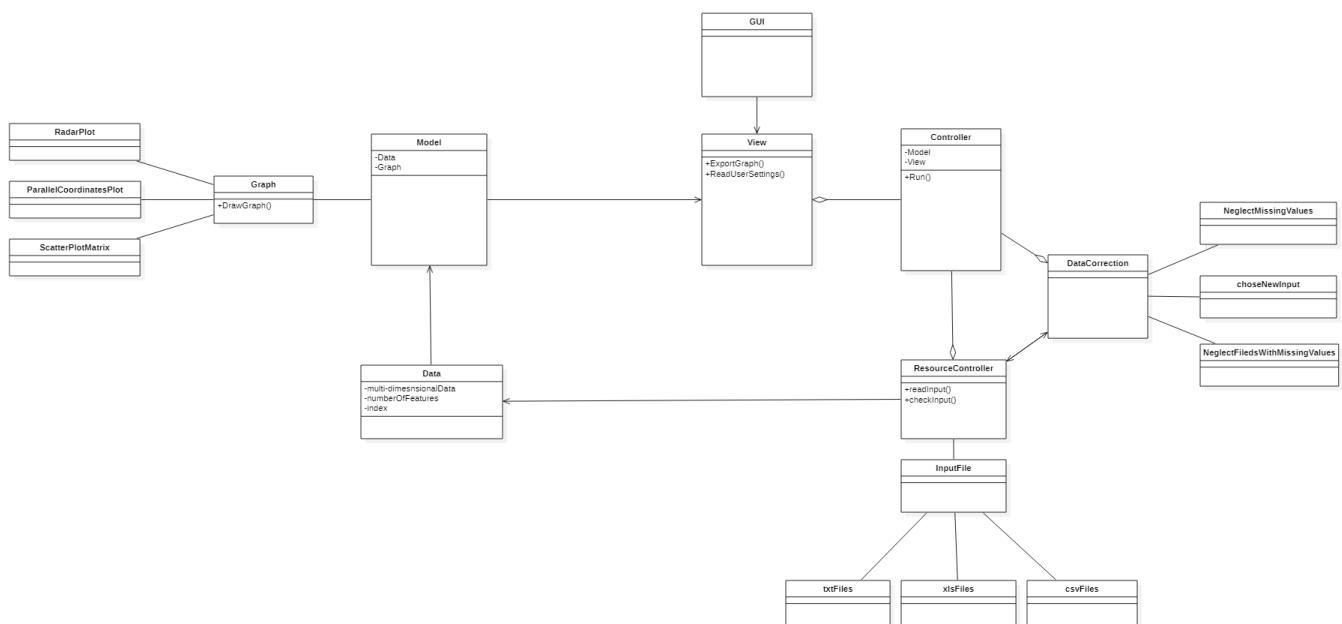 GUI
RadarPlot
ParallelCoordinatesPlot
ScatterPlotMatrix
Graph
+DrawGraph()
Model
-Data
-Graph
View
+ExportGraph()
+ReadUserSettings()
Controller
-Model
-View
+Run()
NeglectMissingValues
DataCorrection
choseNewInput
NeglectFiledsWithMissingValues
Data
-multi-dimesnsionalData
-numberOfFeatures
-index
ResourceController
+readInput()
+checkInput()
InputFile
txtFiles
xlsFiles
csvFiles